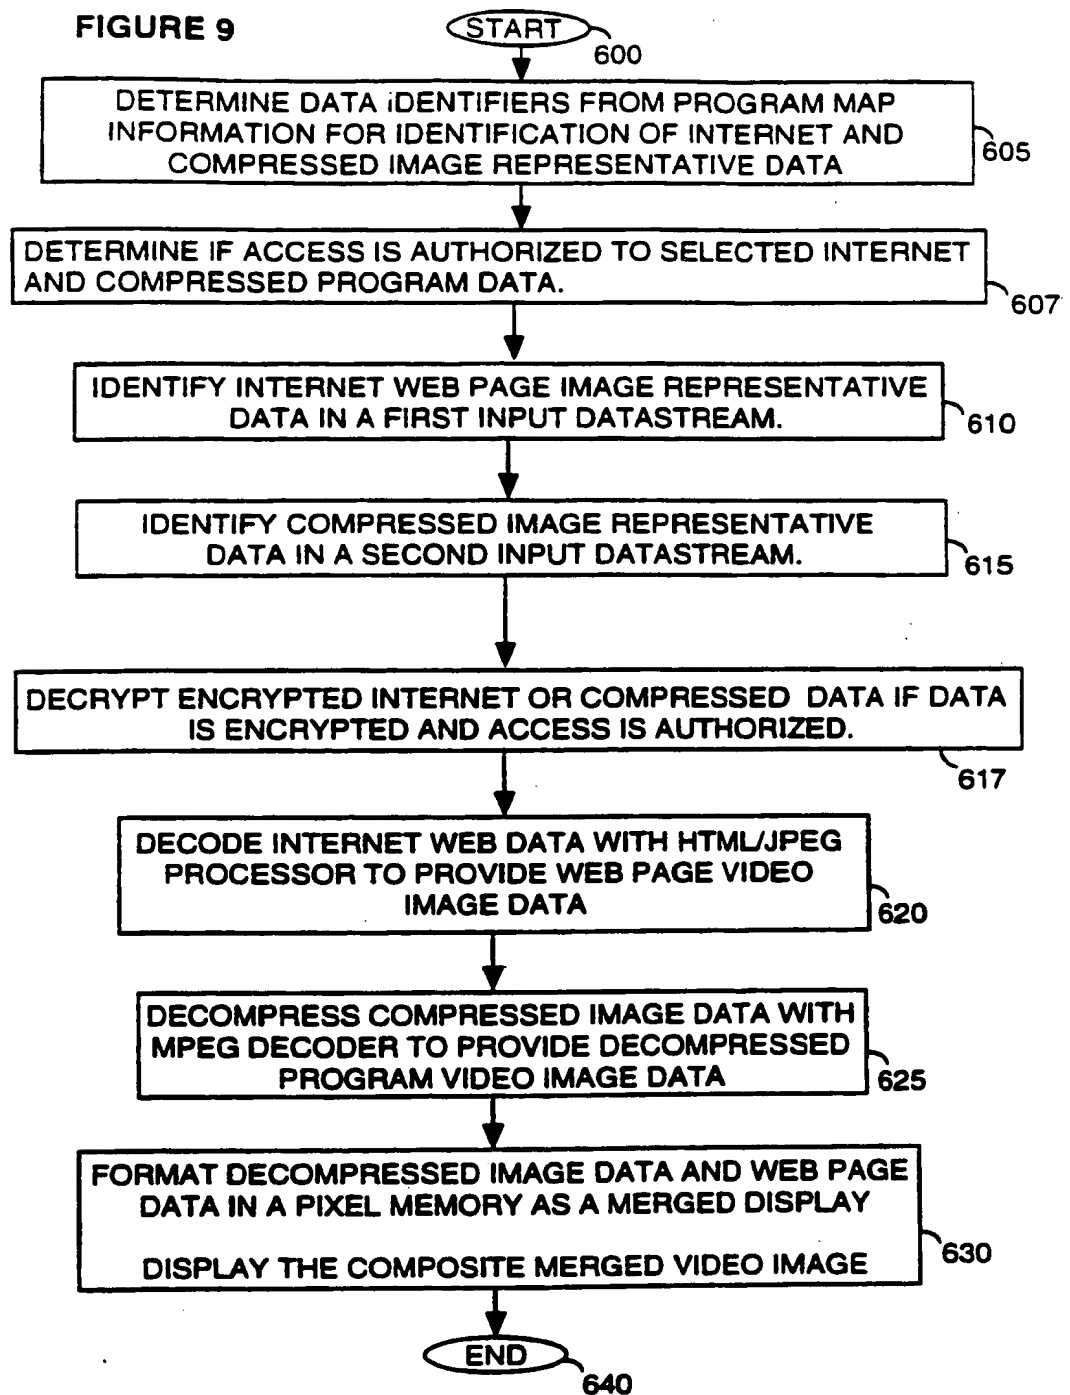 FIGURE 9
START
600
DETERMINE DATA iDENTIFIERS FROM PROGRAM MAP
INFORMATION FOR IDENTIFICATION OF INTERNET AND
COMPRESSED IMAGE REPRESENTATIVE DATA
605
DETERMINE IF ACCESS IS AUTHORIZED TO SELECTED INTERNET
AND COMPRESSED PROGRAM DATA.
607
IDENTIFY INTERNET WEB PAGE IMAGE REPRESENTATIVE
DATA IN A FIRST INPUT DATASTREAM.
610
IDENTIFY COMPRESSED IMAGE REPRESENTATIVE
DATA IN A SECOND INPUT DATASTREAM.
615
DECRYPT ENCRYPTED INTERNET OR COMPRESSED DATA IF DATA
IS ENCRYPTED AND ACCESS IS AUTHORIZED.
617
DECODE INTERNET WEB DATA WITH HTML/JPEG
PROCESSOR TO PROVIDE WEB PAGE VIDEO
IMAGE DATA
620
DECOMPRESS COMPRESSED IMAGE DATA WITH
MPEG DECODER TO PROVIDE DECOMPRESSED
PROGRAM VIDEO IMAGE DATA
625
FORMAT DECOMPRESSED IMAGE DATA AND WEB PAGE
DATA IN A PIXEL MEMORY AS A MERGED DISPLAY
DISPLAY THE COMPOSITE MERGED VIDEO IMAGE
630
END
640